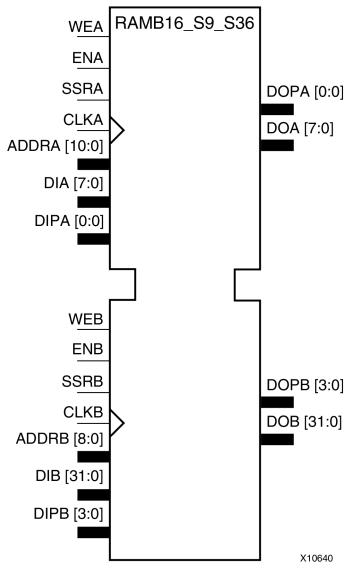 RAMB16_S9_S36
WEA
ENA
SSRA
CLKA
ADDRA [10:0]
DIA [7:0]
DIPA [0:0]
DOPA [0:0]
DOA [7:0]
WEB
ENB
SSRB
CLKB
ADDRB [8:0]
DIB [31:0]
DIPB [3:0]
DOPB [3:0]
DOB [31:0]
X10640